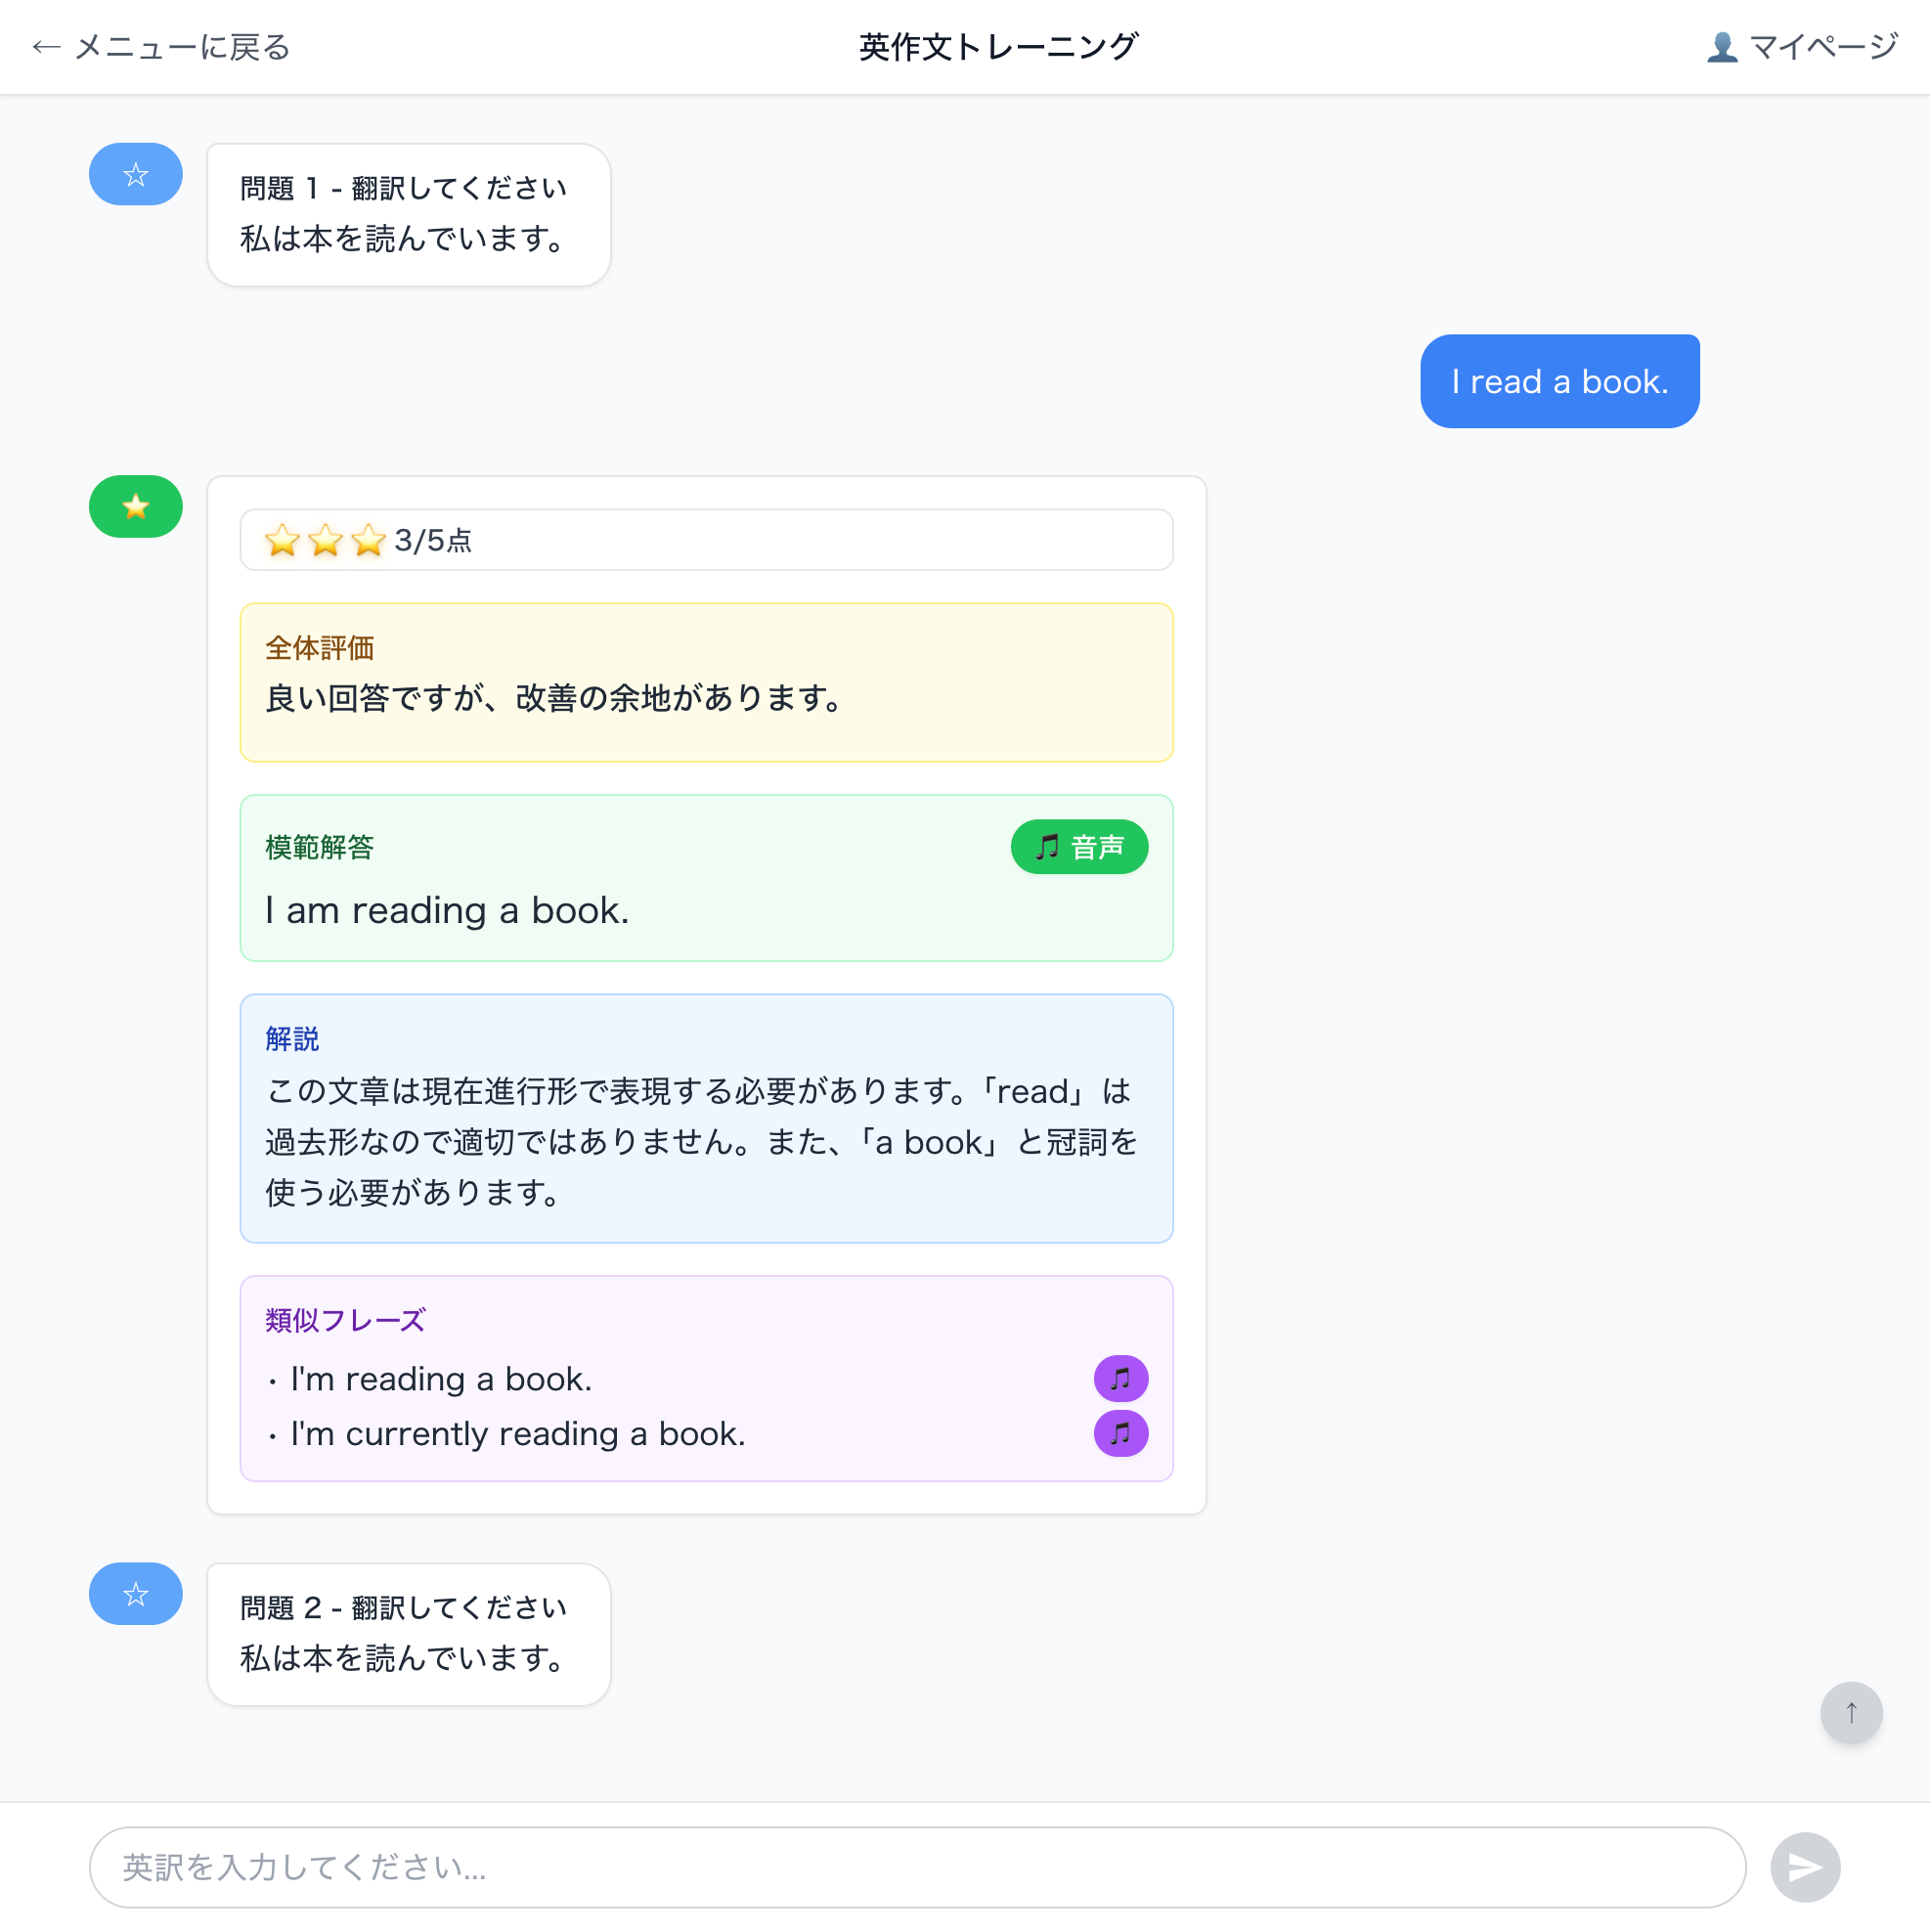 ← メニューに戻る
英作文トレーニング
👤 マイページ
☆
問題 1 - 翻訳してください
私は本を読んでいます。
I read a book.
⭐
⭐⭐⭐ 3/5点
全体評価
良い回答ですが、改善の余地があります。
模範解答
🎵 音声
I am reading a book.
解説
この文章は現在進行形で表現する必要があります。「read」は
過去形なので適切ではありません。また、「a book」と冠詞を
使う必要があります。
類似フレーズ
• I'm reading a book.
🎵
• I'm currently reading a book.
🎵
☆
問題 2 - 翻訳してください
私は本を読んでいます。
↑
英訳を入力してください...